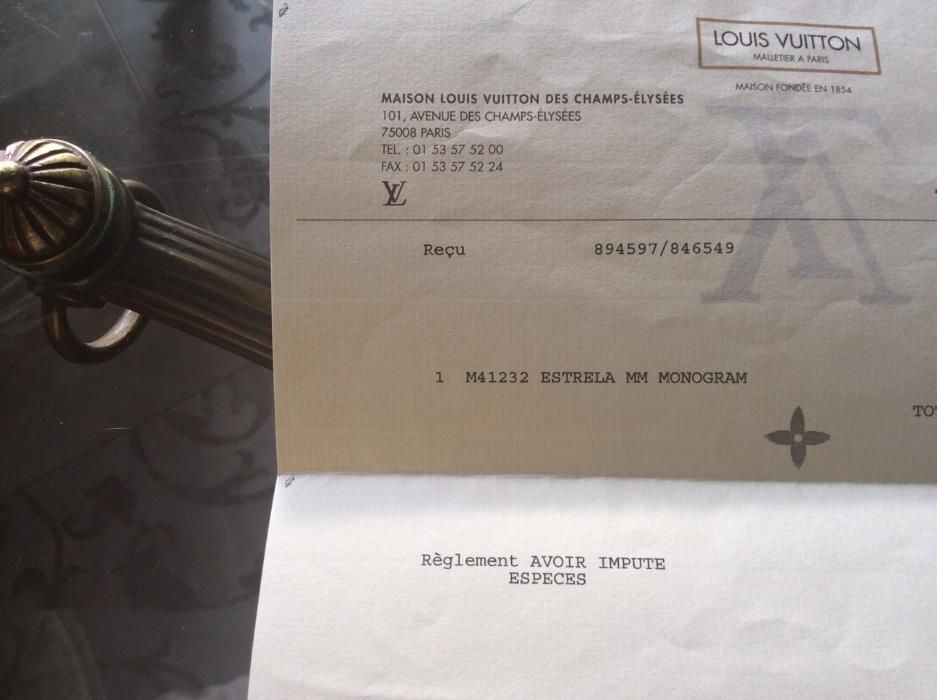 LOUIS VUITTON
MALLETIER A PARIS
MAISON FONDÉE EN 1854
MAISON LOUIS VUITTON DES CHAMPS-ÉLYSÉES
101, AVENUE DES CHAMPS-ÉLYSÉES
75008 PARIS
TEL. : 01 53 57 52 00
FAX : 01 53 57 52 24
LV
Reçu 894597/846549
1 M41232 ESTRELA MM MONOGRAM
Règlement AVOIR IMPUTE
ESPECES